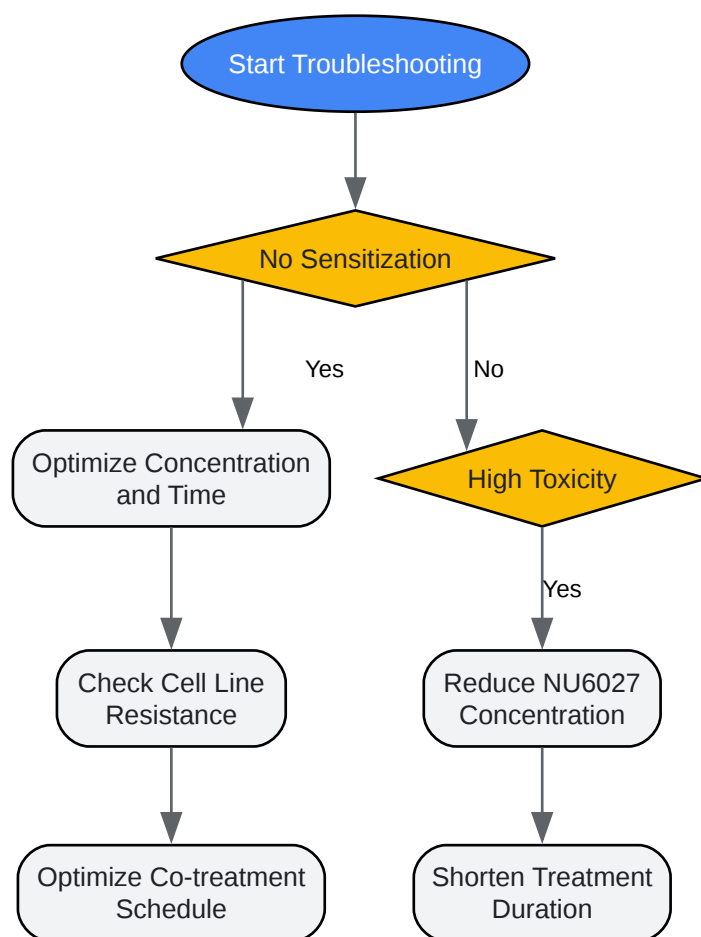 Start Troubleshooting
No Sensitization
Yes
No
Optimize Concentration
and Time
High Toxicity
Yes
Check Cell Line
Resistance
Reduce NU6027
Concentration
Optimize Co-treatment
Schedule
Shorten Treatment
Duration